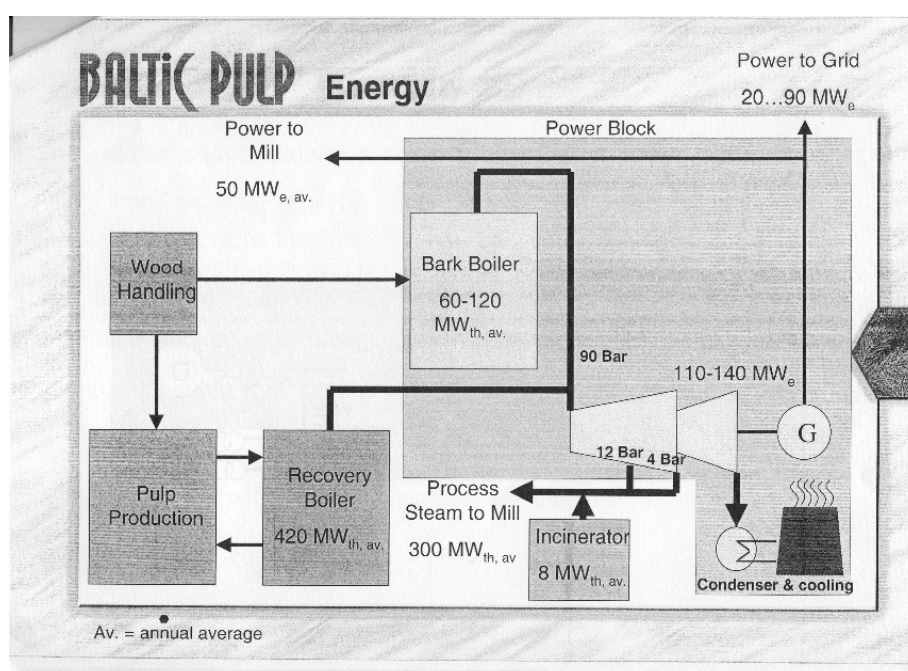 BALTIC PULP Energy
Power to Grid
20...90 MWe
Power to
Mill
50 MWe, av.
Power Block
Wood
Handling
Bark Boiler
60-120
MWth, av.
90 Bar
110-140 MWe
G
12 Bar
4 Bar
Pulp
Production
Recovery
Boiler
420 MWth, av.
Process
Steam to Mill
300 MWth, av
Incinerator
8 MWth, av.
Condenser & cooling
Av. = annual average